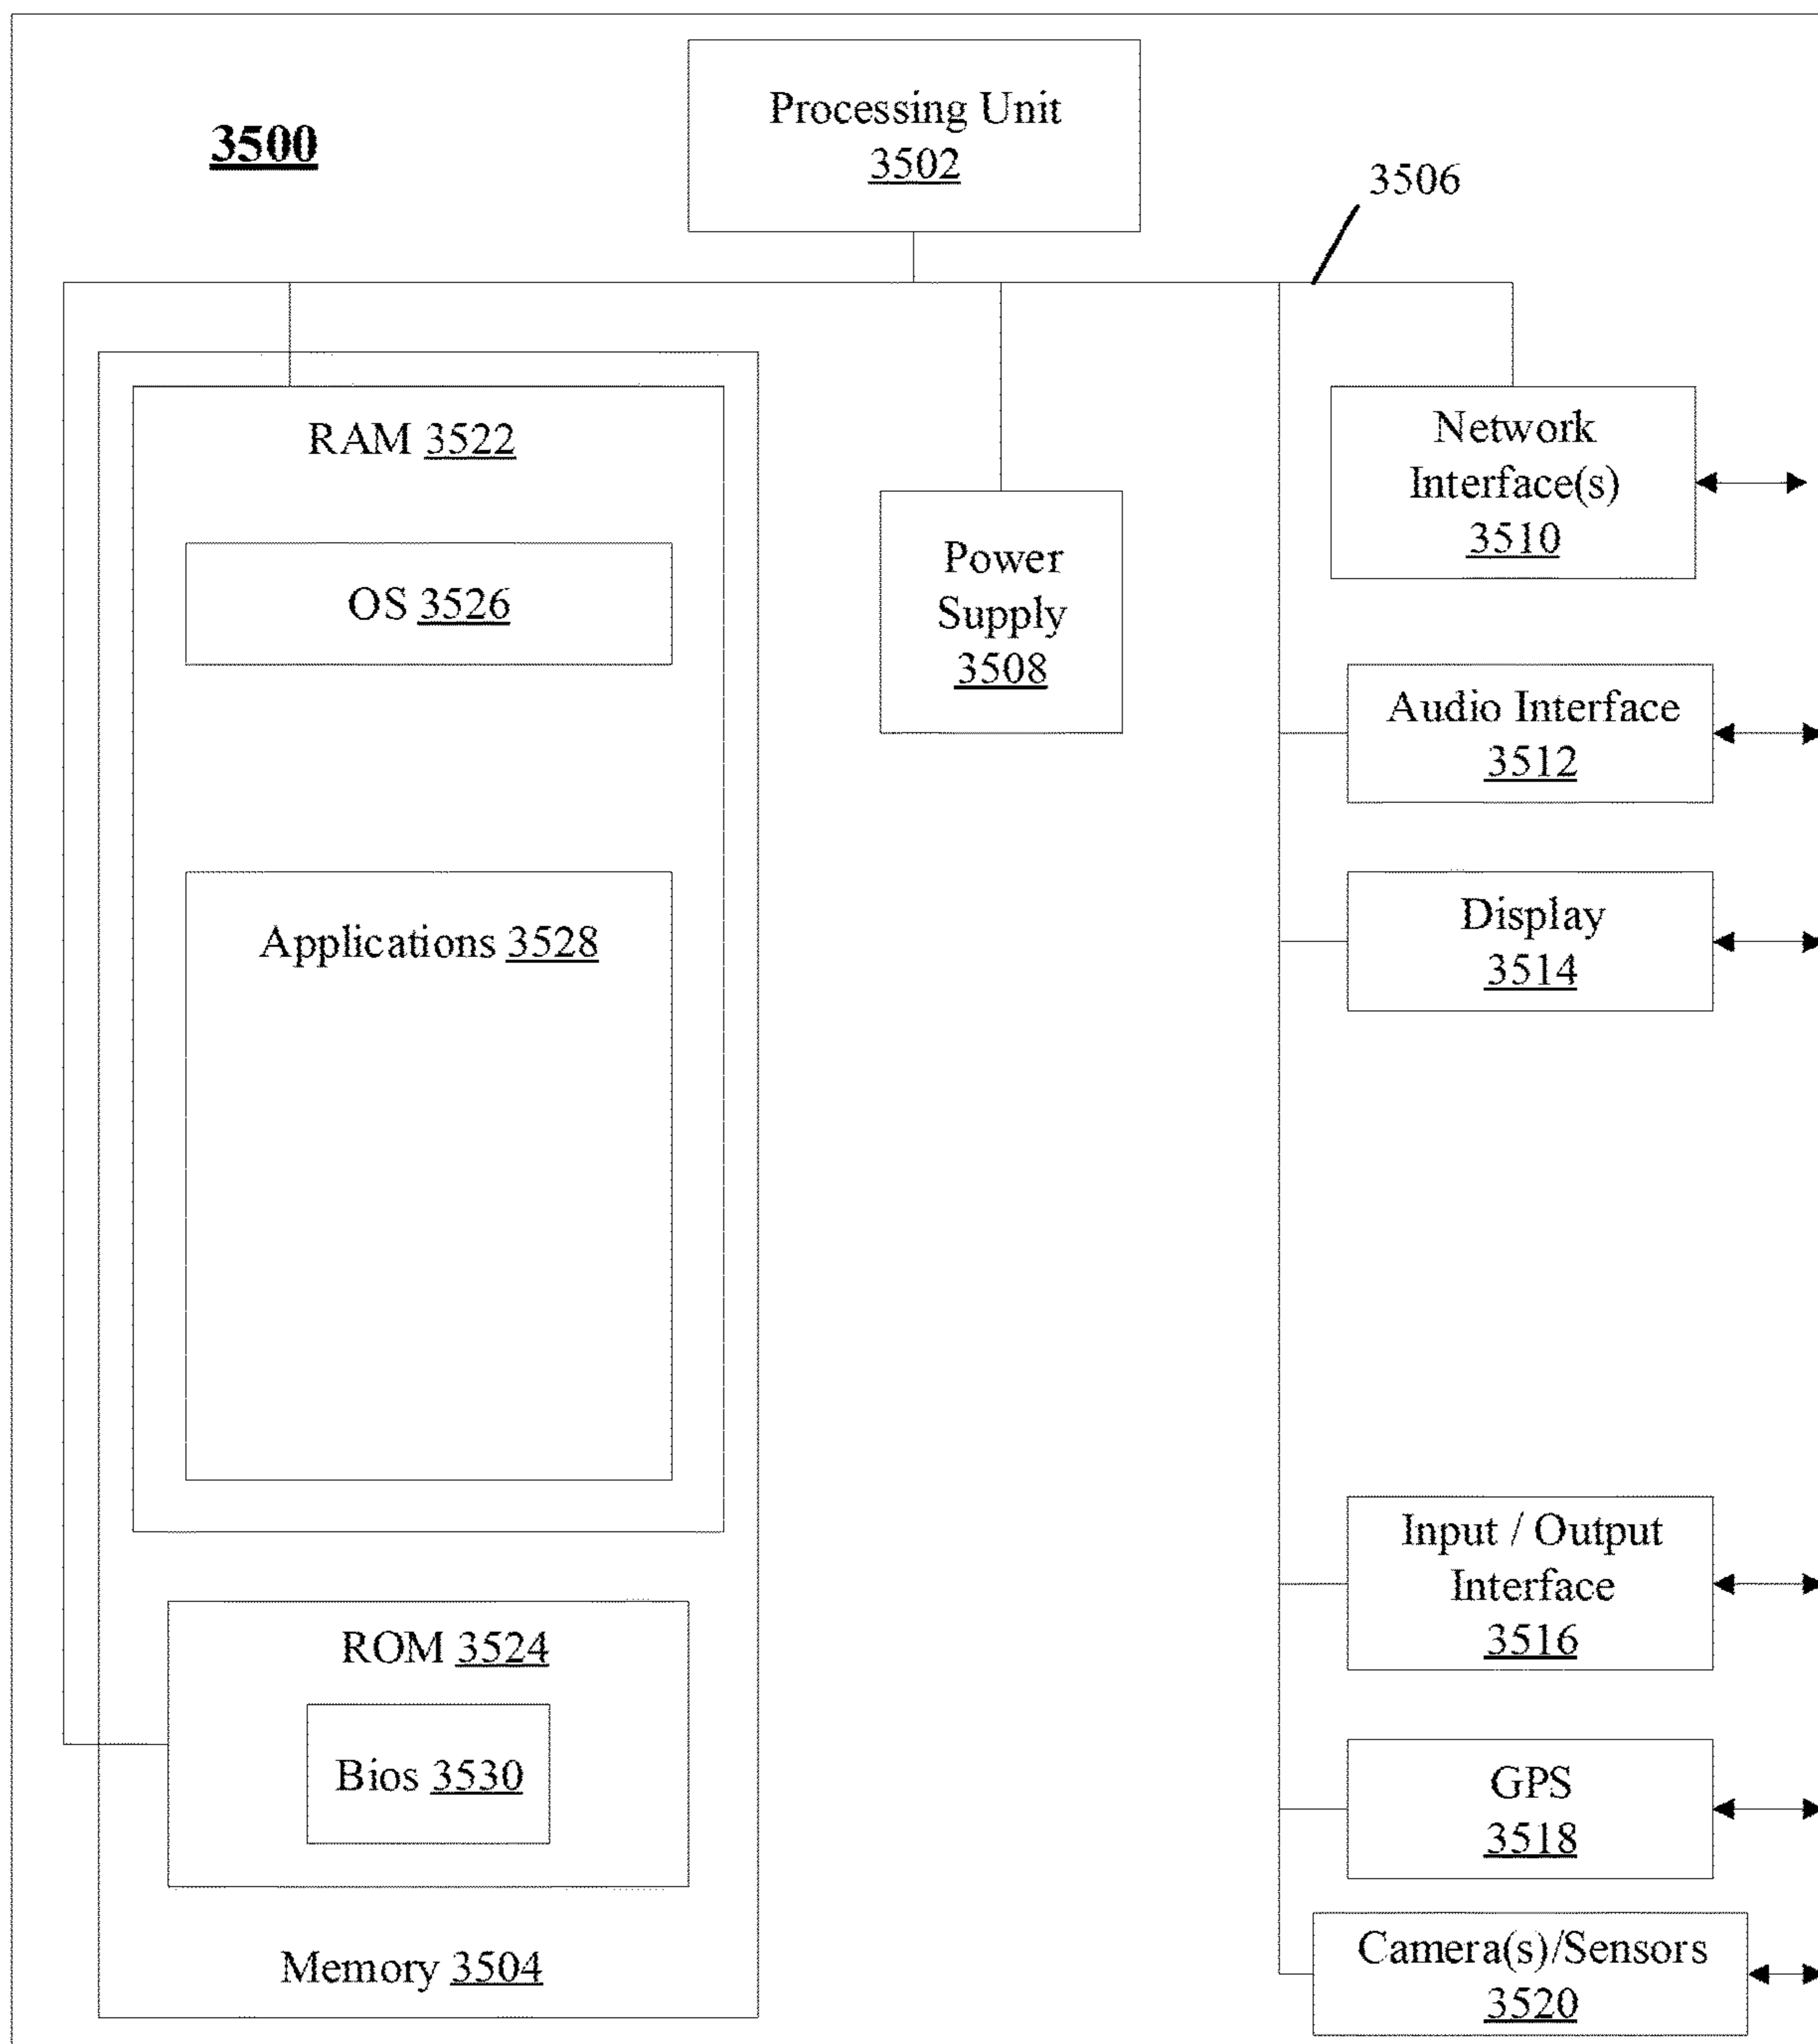 3500
Processing Unit
3502
3506
RAM 3522
OS 3526
Applications 3528
ROM 3524
Bios 3530
Memory 3504
Power
Supply
3508
Network
Interface(s)
3510
Audio Interface
3512
Display
3514
Input / Output
Interface
3516
GPS
3518
Camera(s)/Sensors
3520